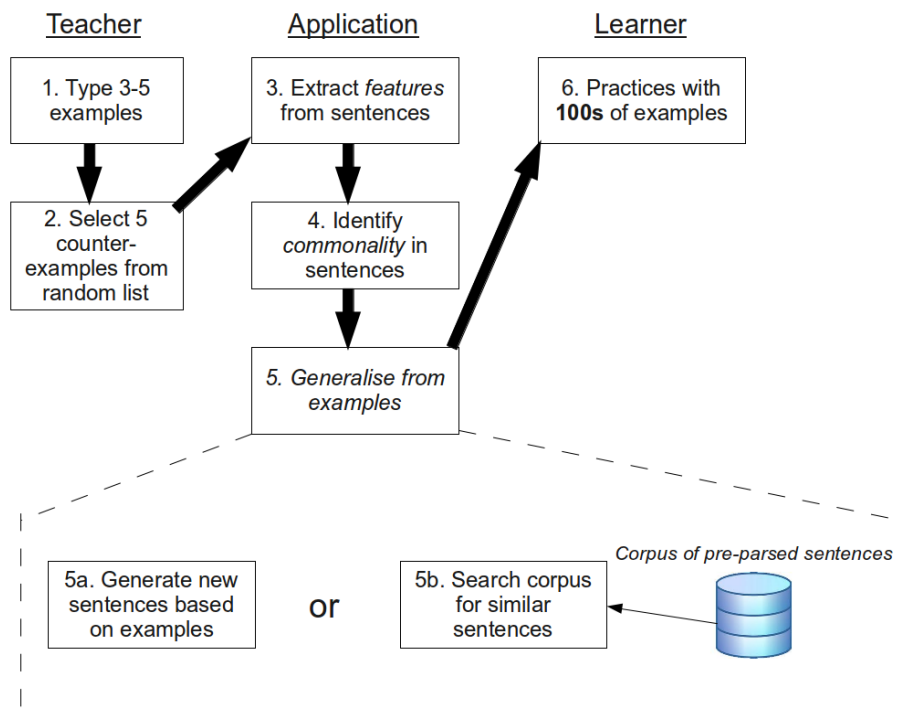 Teacher
Application
Learner
1. Type 3-5
examples
2. Select 5
counter-
examples from
random list
3. Extract features
from sentences
4. Identify
commonality in
sentences
5. Generalise from
examples
6. Practices with
100s of examples
5a. Generate new
sentences based
on examples
or
5b. Search corpus
for similar
sentences
Corpus of pre-parsed sentences